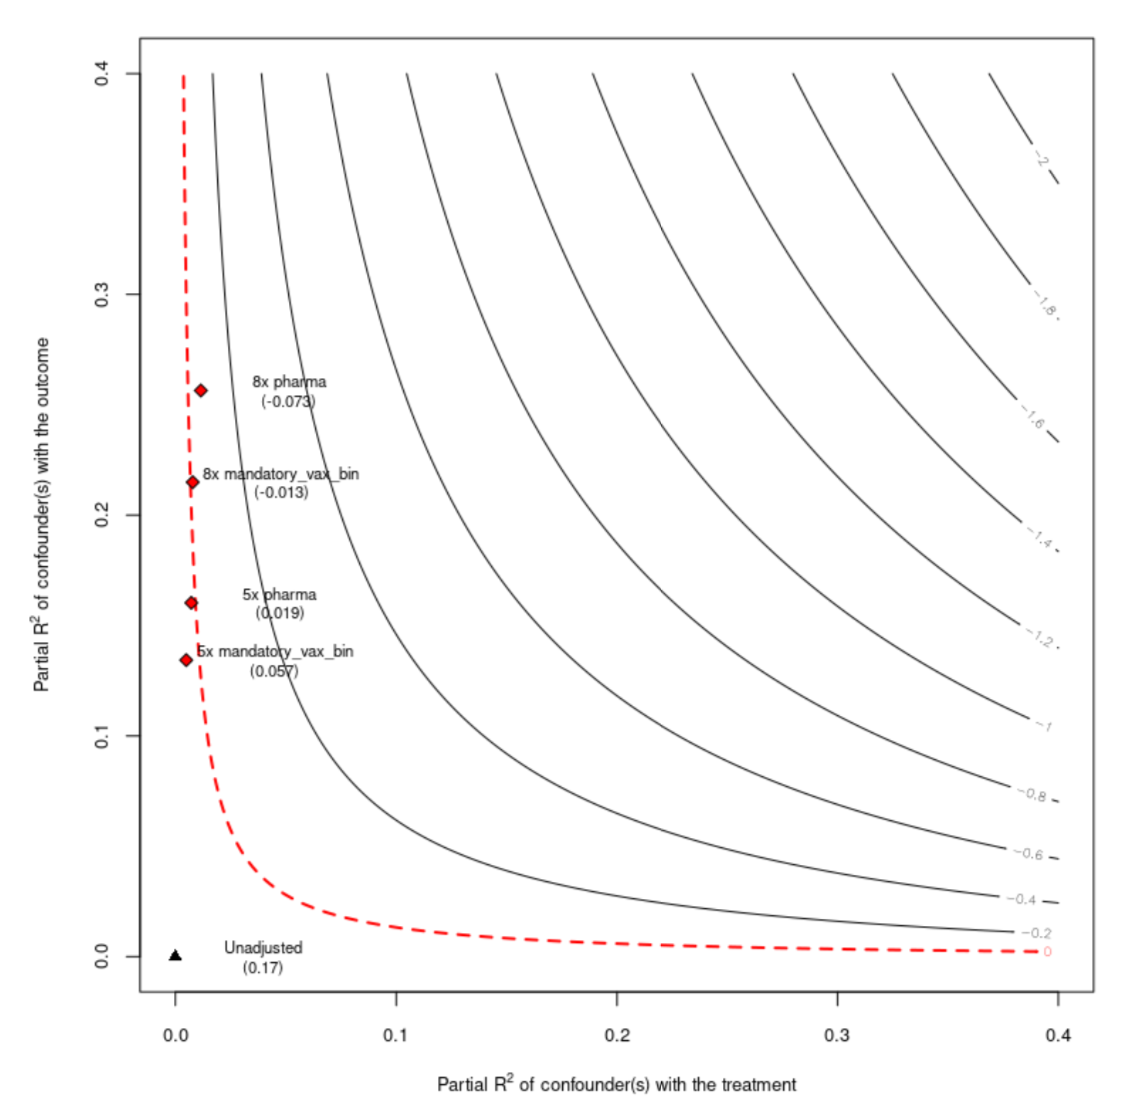 Partial R² of confounder(s) with the outcome
0.4
0.3
0.2
0.1
0.0
−2
−1.8
−1.6
−1.4
−1.2
−1
−0.8
−0.6
−0.4
−0.2
0
8x pharma
(-0.073)
8x mandatory_vax_bin
(-0.013)
5x pharma
(0.019)
5x mandatory_vax_bin
(0.057)
Unadjusted
(0.17)
0.0 0.1 0.2 0.3 0.4
Partial R² of confounder(s) with the treatment